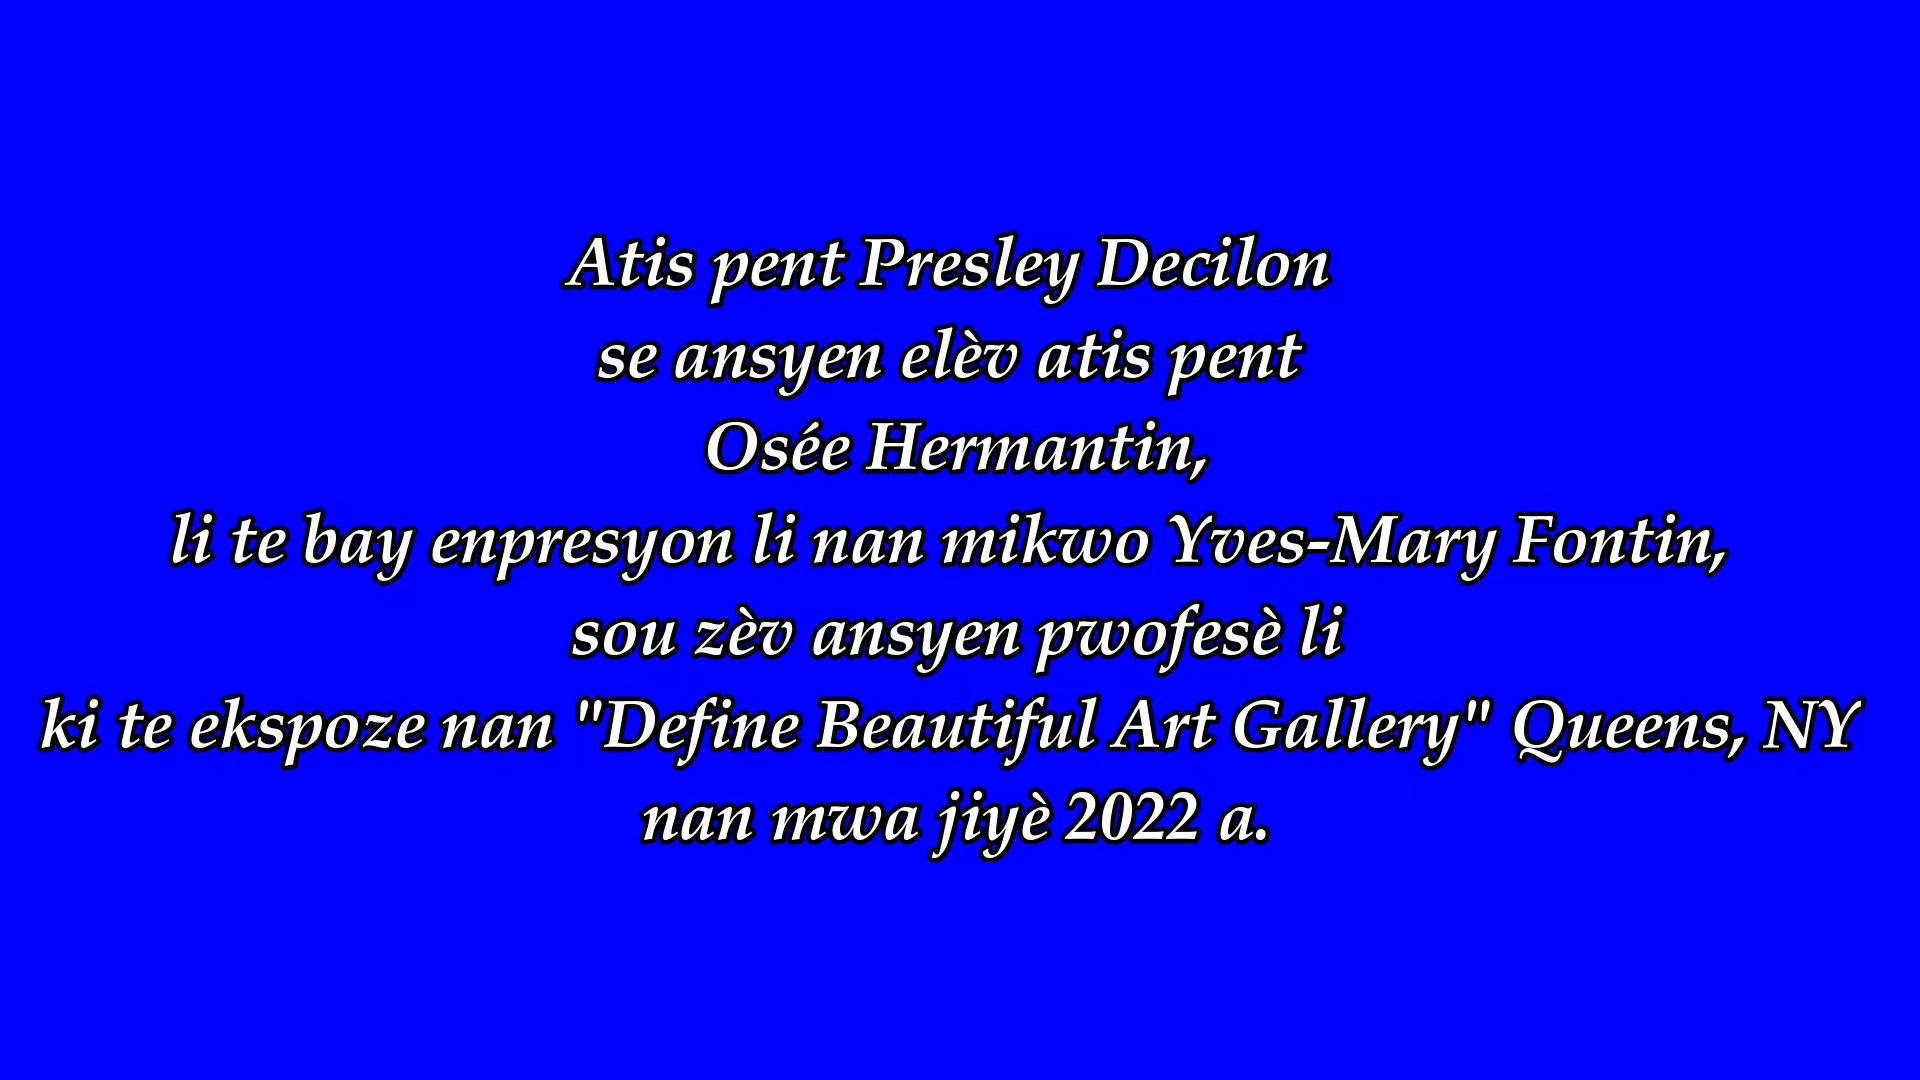 Atis pent Presley Decilon
se ansyen elèv atis pent
Osée Hermantin,
li te bay enpresyon li nan mikwo Yves-Mary Fontin,
sou zèv ansyen pwofesè li
ki te ekspoze nan "Define Beautiful Art Gallery" Queens, NY
nan mwa jiyè 2022 a.